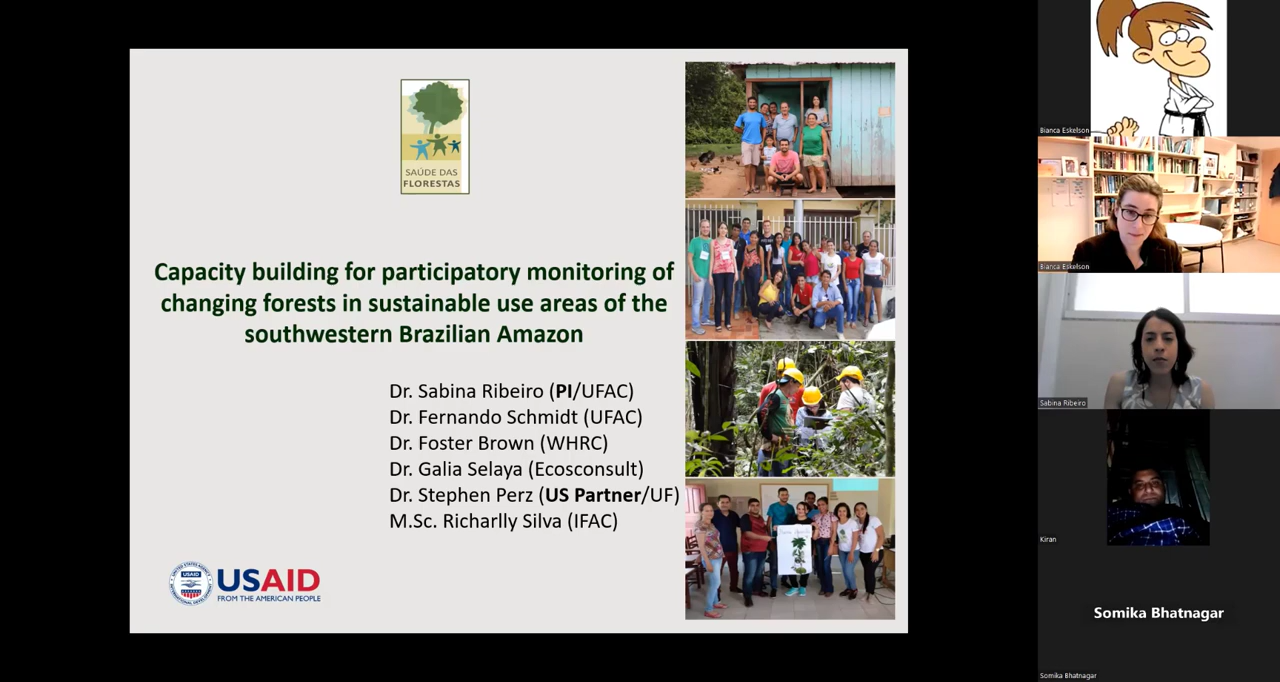 SAÚDE DAS
FLORESTAS
Capacity building for participatory monitoring of
changing forests in sustainable use areas of the
southwestern Brazilian Amazon
Dr. Sabina Ribeiro (PI/UFAC)
Dr. Fernando Schmidt (UFAC)
Dr. Foster Brown (WHRC)
Dr. Galia Selaya (Ecosconsult)
Dr. Stephen Perz (US Partner/UF)
M.Sc. Richarlly Silva (IFAC)
USAID
USAID
FROM THE AMERICAN PEOPLE
Bianca Eskelson
Bianca Eskelson
Sabina Ribeiro
Kiran
Somika Bhatnagar
Somika Bhatnagar